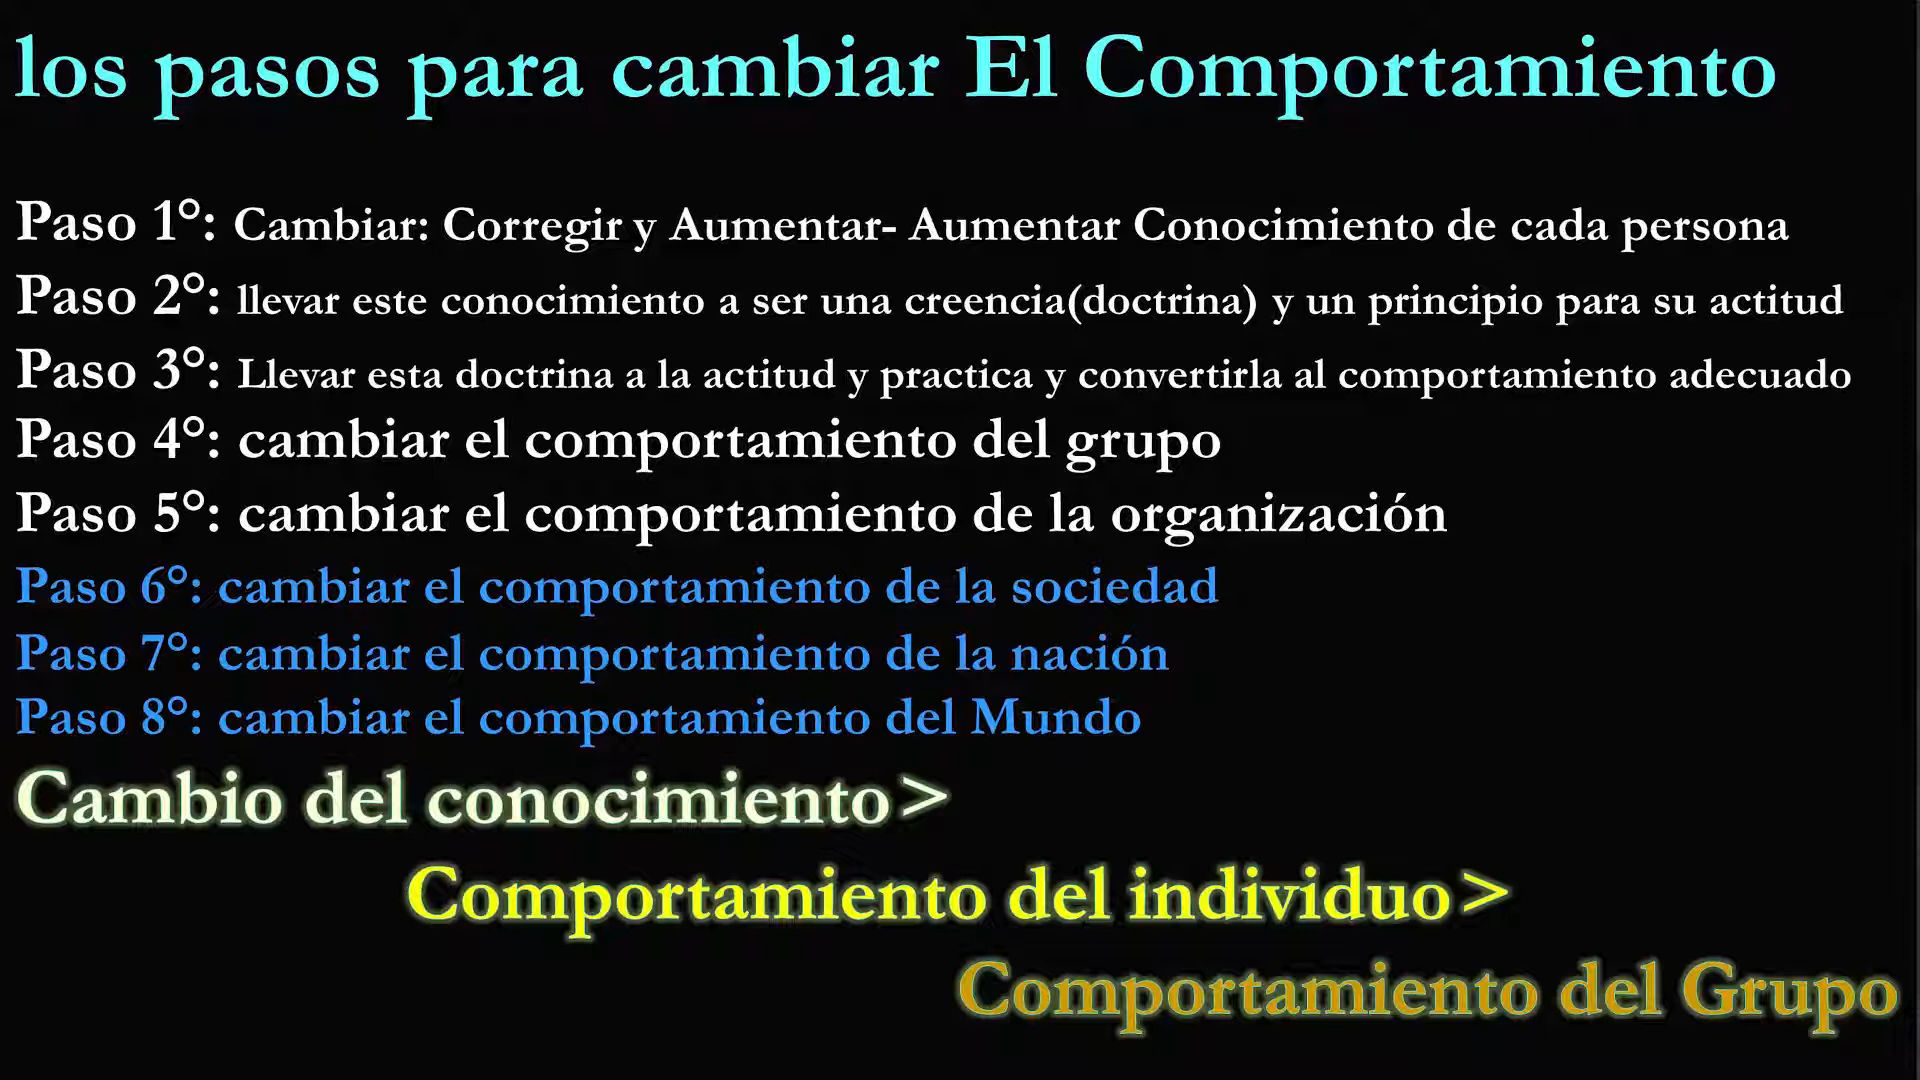 los pasos para cambiar El Comportamiento
Paso 1°: Cambiar: Corregir y Aumentar- Aumentar Conocimiento de cada persona
Paso 2°: llevar este conocimiento a ser una creencia(doctrina) y un principio para su actitud
Paso 3°: Llevar esta doctrina a la actitud y practica y convertirla al comportamiento adecuado
Paso 4°: cambiar el comportamiento del grupo
Paso 5°: cambiar el comportamiento de la organización
Paso 6°: cambiar el comportamiento de la sociedad
Paso 7°: cambiar el comportamiento de la nación
Paso 8°: cambiar el comportamiento del Mundo
Cambio del conocimiento>
Comportamiento del individuo>
Comportamiento del Grupo